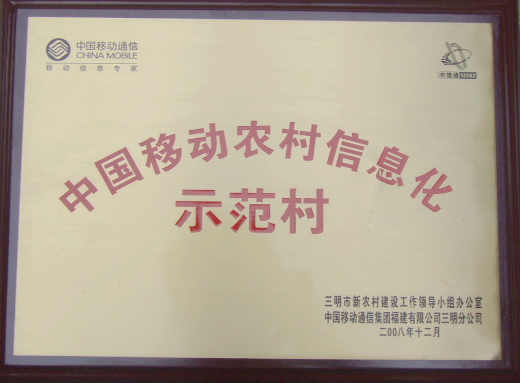 中国移动通信
CHINA MOBILE
移动信息专家
中国移动农村信息化
示范村
三明市新农村建设工作领导小组办公室
中国移动通信集团福建有限公司三明分公司
二00八年十二月